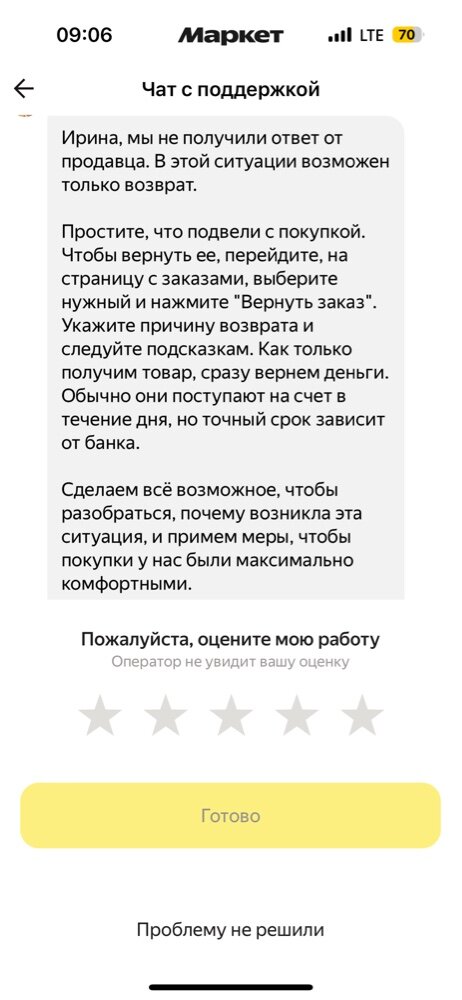 09:06
Маркет
LTE
70
Чат с поддержкой
Ирина, мы не получили ответ от
продавца. В этой ситуации возможен
только возврат.
Простите, что подвели с покупкой.
Чтобы вернуть ее, перейдите, на
страницу с заказами, выберите
нужный и нажмите "Вернуть заказ".
Укажите причину возврата и
следуйте подсказкам. Как только
получим товар, сразу вернем деньги.
Обычно они поступают на счет в
течение дня, но точный срок зависит
от банка.
Сделаем всё возможное, чтобы
разобраться, почему возникла эта
ситуация, и примем меры, чтобы
покупки у нас были максимально
комфортными.
Пожалуйста, оцените мою работу
Оператор не увидит вашу оценку
Готово
Проблему не решили